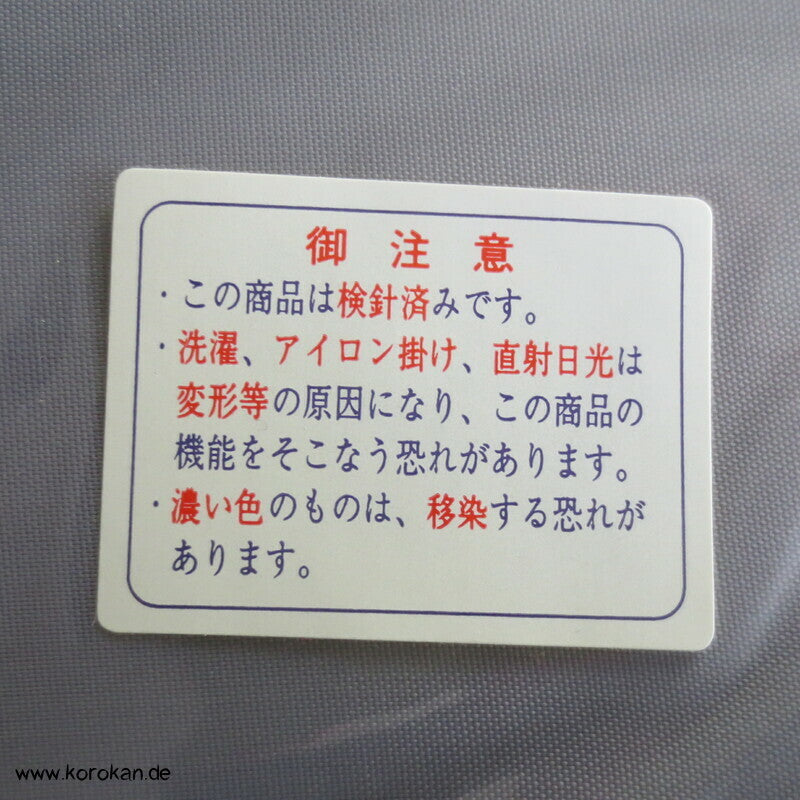 御注意
・この商品は検針済みです。
・洗濯、アイロン掛け、直射日光は
変形等の原因になり、この商品の
機能をそこなう恐れがあります。
・濃い色のものは、移染する恐れが
あります。
www.korokan.de